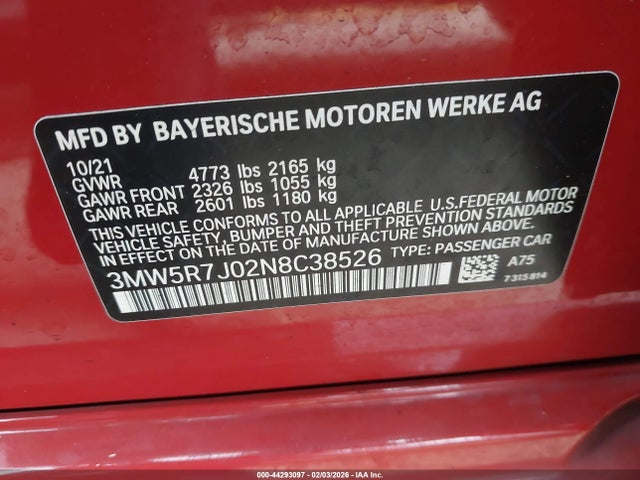 MFD BY BAYERISCHE MOTOREN WERKE AG
10/21
GVWR 4773 lbs 2165 kg
GAWR FRONT 2326 lbs 1055 kg
GAWR REAR 2601 lbs 1180 kg
THIS VEHICLE CONFORMS TO ALL APPLICABLE U.S.FEDERAL MOTOR
VEHICLE SAFETY, BUMPER AND THEFT PREVENTION STANDARDS
IN EFFECT ON THE DATE OF MANUFACTURE SHOWN ABOVE.
3MW5R7J02N8C38526 TYPE: PASSENGER CAR
A75
7315814
000-44293097 - 02/03/2026 - IAA Inc.